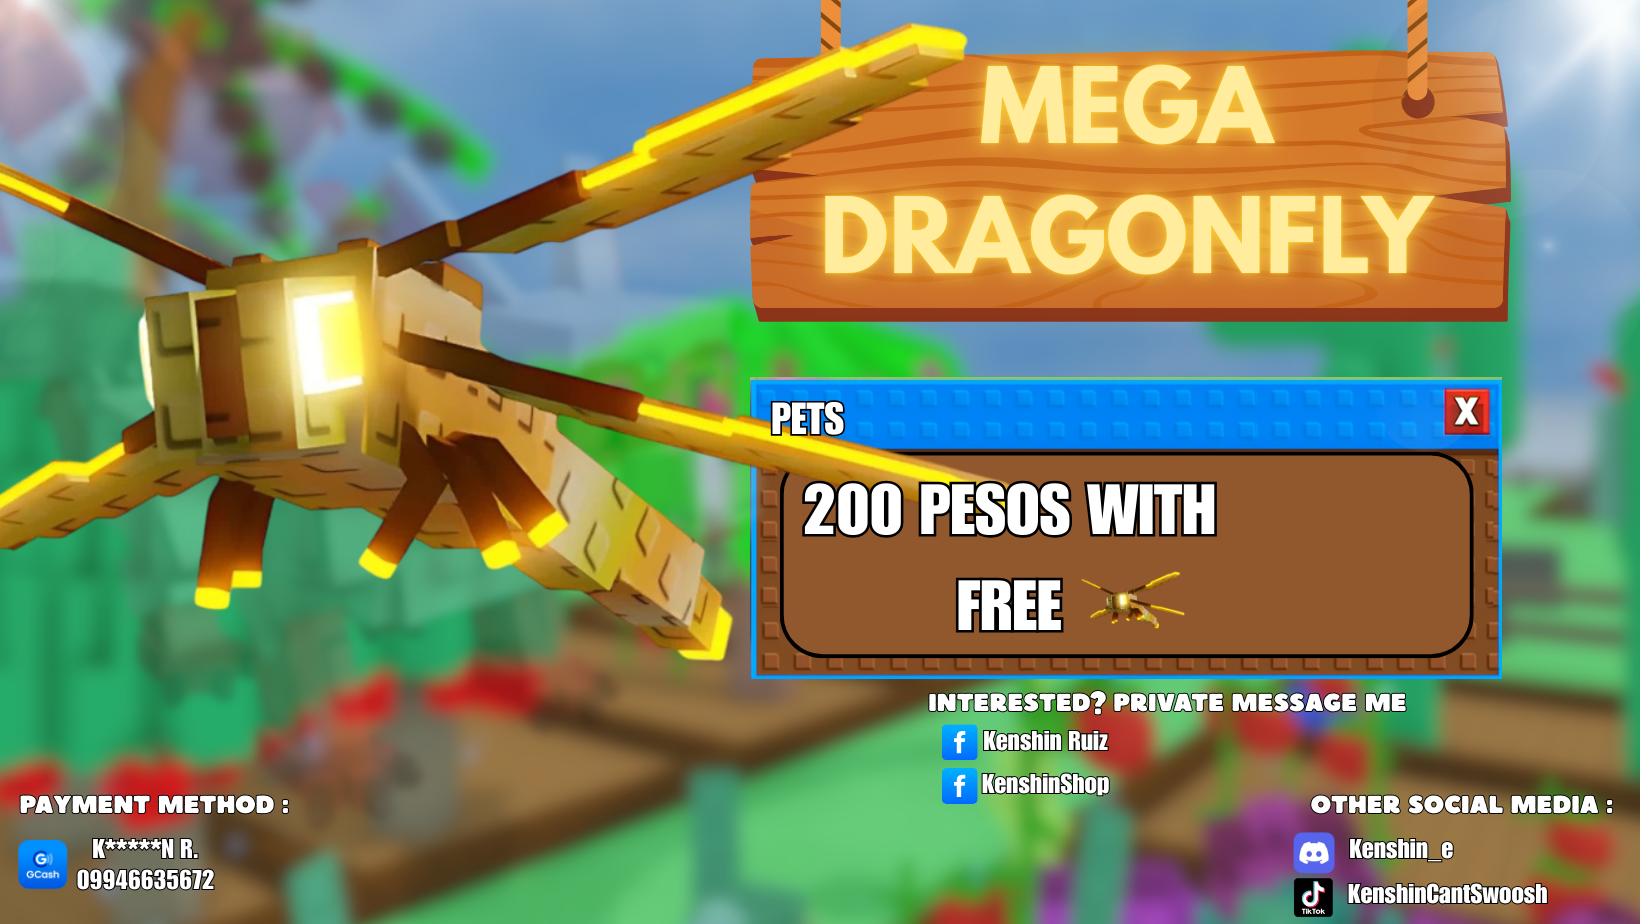 MEGA
DRAGONFLY
PETS
X
200 PESOS WITH
FREE
INTERESTED? PRIVATE MESSAGE ME
f Kenshin Ruiz
f KenshinShop
PAYMENT METHOD :
K*****N R.
G
GCash
09946635672
OTHER SOCIAL MEDIA :
Kenshin_e
TikTok
KenshinCantSwoosh